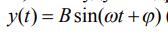 y(t) = B sin(ωt + φ)